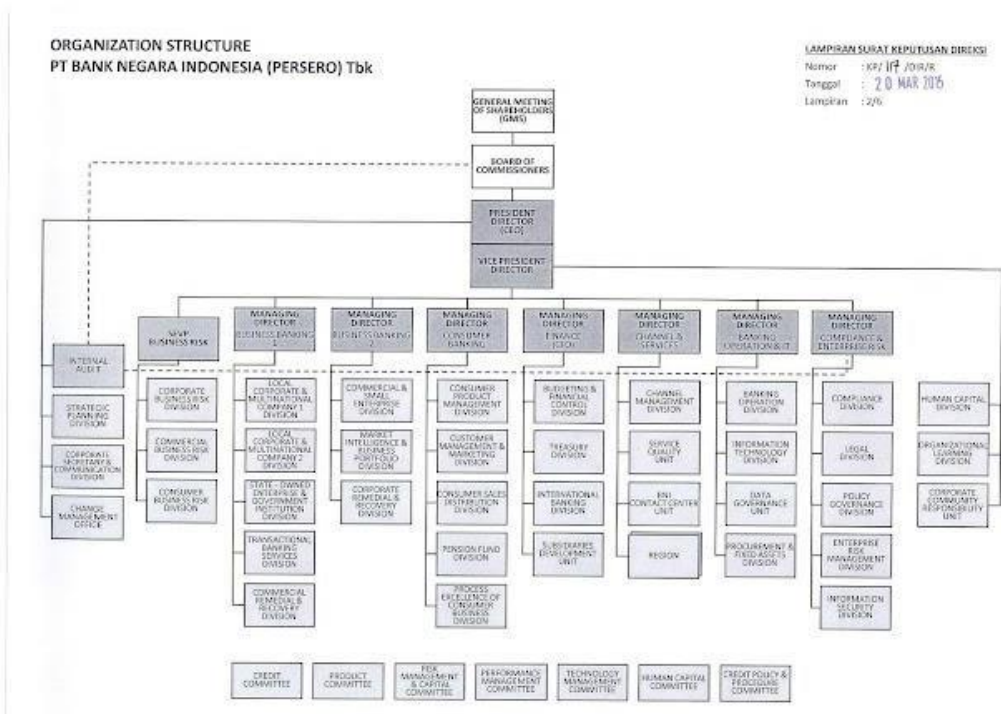 ORGANIZATION STRUCTURE
PT BANK NEGARA INDONESIA (PERSERO) Tbk
LAMPIRAN SURAT KEPUTUSAN DIREKSI
Nomor : KP/ 117 /DIR/R
Tanggal : 20 MAR 2015
Lampiran : 2/6
GENERAL MEETING
OF SHAREHOLDERS
(GMS)
BOARD OF
COMMISSIONERS
PRESIDENT
DIRECTOR
(CEO)
VICE PRESIDENT
DIRECTOR
SEVP
BUSINESS RISK
MANAGING
DIRECTOR
BUSINESS BANKING
1
MANAGING
DIRECTOR
BUSINESS BANKING
2
MANAGING
DIRECTOR
CONSUMER
BANKING
MANAGING
DIRECTOR
FINANCE
(CFO)
MANAGING
DIRECTOR
CHANNEL
& SERVICES
MANAGING
DIRECTOR
BANKING
OPERATION & IT
MANAGING
DIRECTOR
COMPLIANCE &
ENTERPRISE RISK
INTERNAL
AUDIT
STRATEGIC
PLANNING
DIVISION
CORPORATE
SECRETARY &
COMMUNICATION
DIVISION
CHANGE
MANAGEMENT
OFFICE
CORPORATE
BUSINESS RISK
DIVISION
COMMERCIAL
BUSINESS RISK
DIVISION
CONSUMER
BUSINESS RISK
DIVISION
LOCAL
CORPORATE &
MULTINATIONAL
COMPANY 1
DIVISION
LOCAL
CORPORATE &
MULTINATIONAL
COMPANY 2
DIVISION
STATE - OWNED
ENTERPRISE &
GOVERNMENT
INSTITUTION
DIVISION
TRANSACTIONAL
BANKING
SERVICES
DIVISION
COMMERCIAL
REMEDIAL &
RECOVERY
DIVISION
COMMERCIAL &
SMALL
ENTERPRISE
DIVISION
MARKET
INTELLIGENCE &
BUSINESS
PORTFOLIO
DIVISION
CORPORATE
REMEDIAL &
RECOVERY
DIVISION
CONSUMER
PRODUCT
MANAGEMENT
DIVISION
CUSTOMER
MANAGEMENT &
MARKETING
DIVISION
CONSUMER SALES
DISTRIBUTION
DIVISION
PENSION FUND
DIVISION
PROCESS
EXCELLENCE OF
CONSUMER
BUSINESS
DIVISION
BUDGETING &
FINANCIAL
CONTROL
DIVISION
TREASURY
DIVISION
INTERNATIONAL
BANKING
DIVISION
SUBSIDIARIES
DEVELOPMENT
UNIT
CHANNEL
MANAGEMENT
DIVISION
SERVICE
QUALITY
UNIT
BNI
CONTACT CENTER
UNIT
REGION
BANKING
OPERATION
DIVISION
INFORMATION
TECHNOLOGY
DIVISION
DATA
GOVERNANCE
UNIT
PROCUREMENT &
FIXED ASSETS
DIVISION
COMPLIANCE
DIVISION
LEGAL
DIVISION
POLICY
GOVERNANCE
DIVISION
ENTERPRISE
RISK
MANAGEMENT
DIVISION
INFORMATION
SECURITY
DIVISION
HUMAN CAPITAL
DIVISION
ORGANIZATIONAL
LEARNING
DIVISION
CORPORATE
COMMUNITY
RESPONSIBILITY
UNIT
CREDIT
COMMITTEE
PRODUCT
COMMITTEE
RISK
MANAGEMENT
& CAPITAL
COMMITTEE
PERFORMANCE
MANAGEMENT
COMMITTEE
TECHNOLOGY
MANAGEMENT
COMMITTEE
HUMAN CAPITAL
COMMITTEE
CREDIT POLICY &
PROCEDURE
COMMITTEE